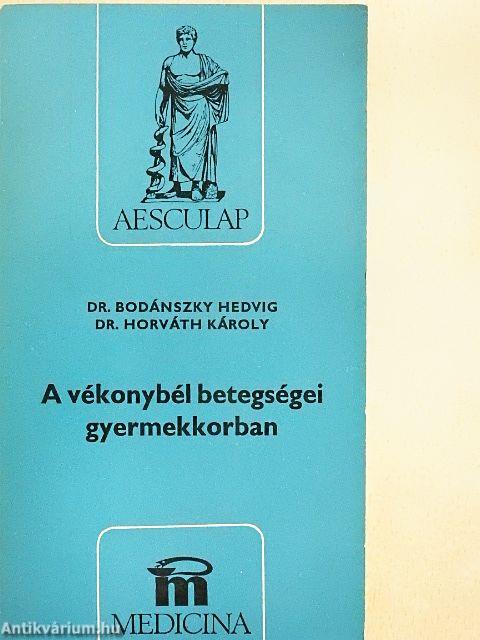 AESCULAP
DR. BODÁNSZKY HEDVIG
DR. HORVÁTH KÁROLY
A vékonybél betegségei
gyermekkorban
m
MEDICINA
Antikvárium.hu